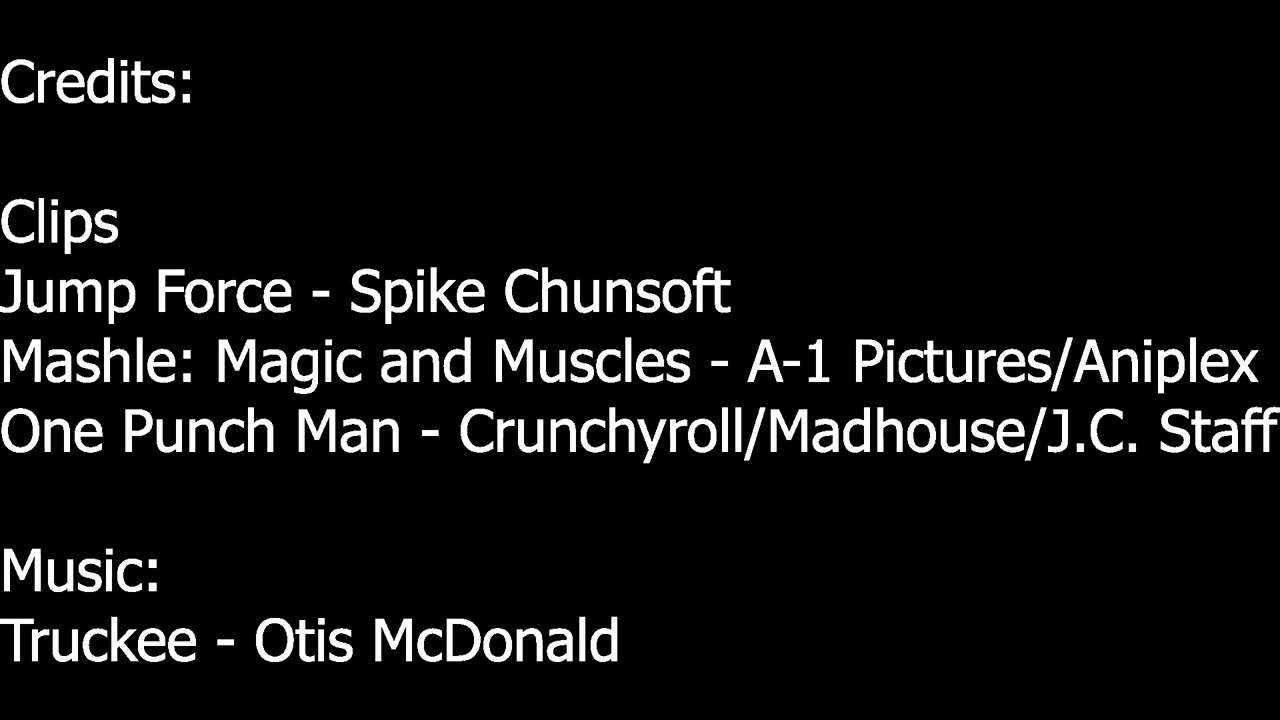 Credits:
Clips
Jump Force - Spike Chunsoft
Mashle: Magic and Muscles - A-1 Pictures/Aniplex
One Punch Man - Crunchyroll/Madhouse/J.C. Staff
Music:
Truckee - Otis McDonald